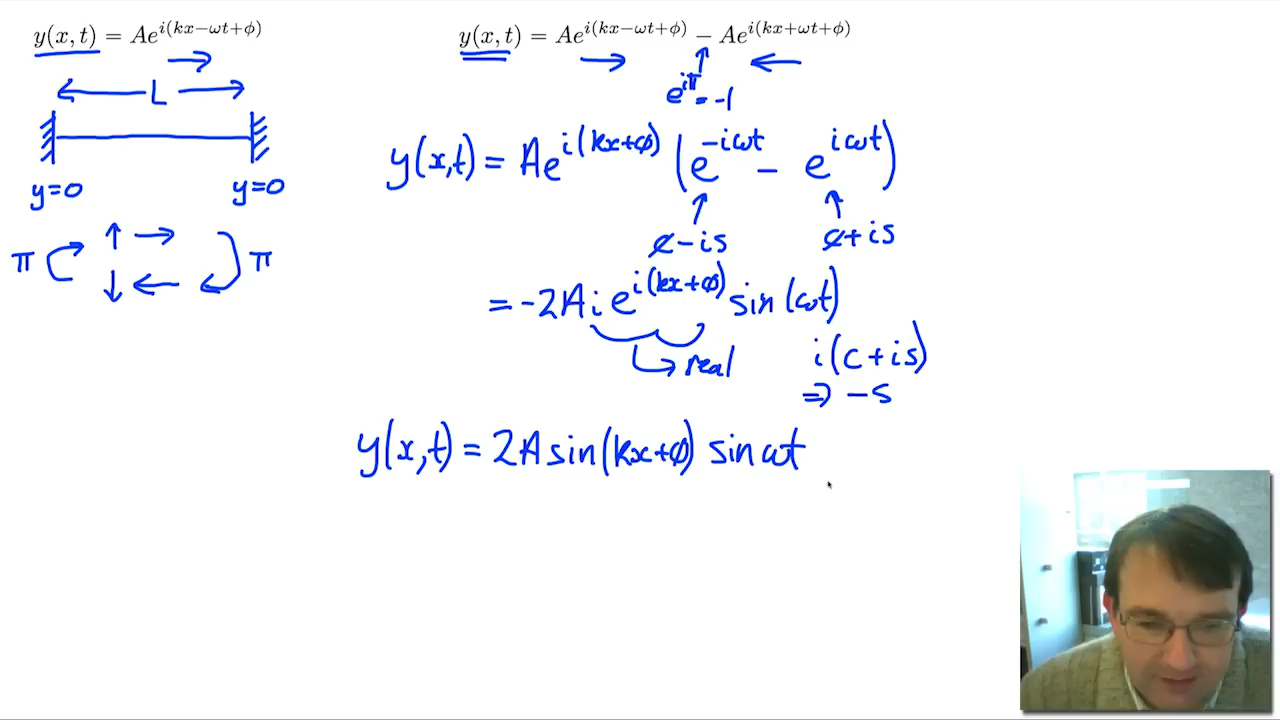 y(x, t) = Ae^{i(kx−ωt+ϕ)}
L
y=0 y=0
π π
y(x, t) = Ae^{i(kx−ωt+ϕ)} − Ae^{i(kx+ωt+ϕ)}
e^{iπ} = -1
y(x,t) = Ae^{i(kx+ϕ)} (e^{-iωt} − e^{iωt})
c-is c+is
= -2Aie^{i(kx+ϕ)} sin(ωt)
real
i(c+is)
⇒ -s
y(x,t) = 2A sin(kx+ϕ) sin ωt